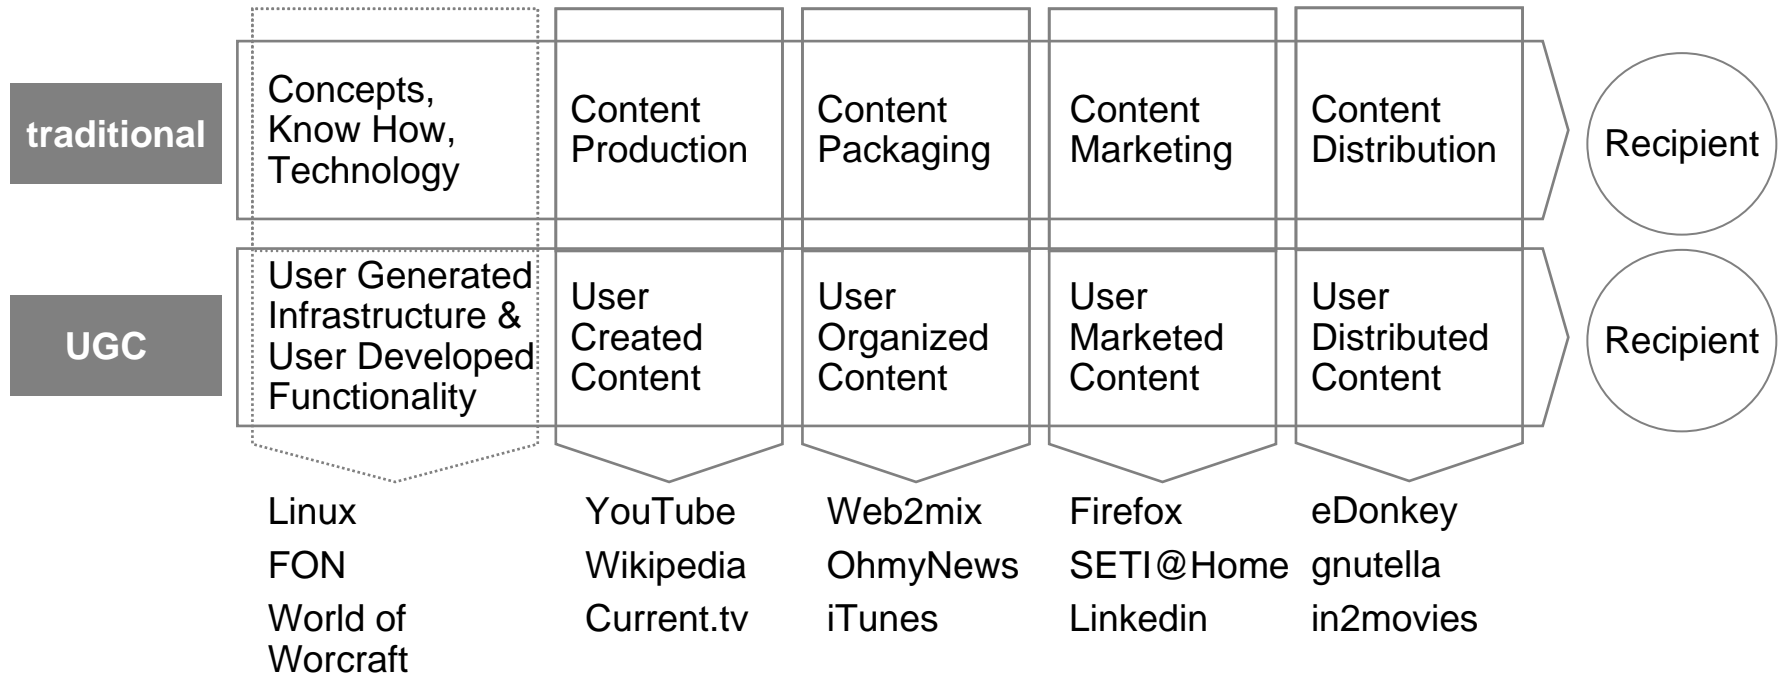 traditional
Concepts,
Know How,
Technology
Content
Production
Content
Packaging
Content
Marketing
Content
Distribution
Recipient
UGC
User Generated
Infrastructure &
User Developed
Functionality
User
Created
Content
User
Organized
Content
User
Marketed
Content
User
Distributed
Content
Recipient
Linux
FON
World of
Worcraft
YouTube
Wikipedia
Current.tv
Web2mix
OhmyNews
iTunes
Firefox
SETI@Home
Linkedin
eDonkey
gnutella
in2movies